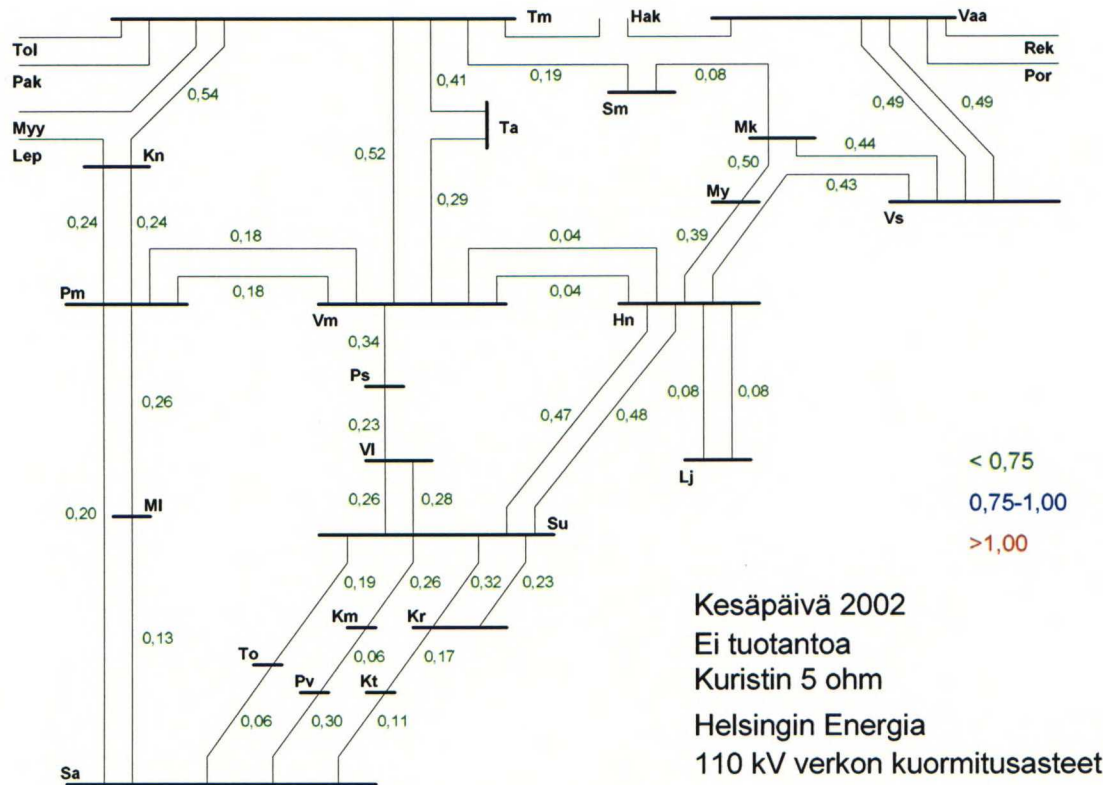 Tm
Hak
Vaa
Tol
Rek
Pak
0,54
0,41
0,19
0,08
Por
Sm
0,49
0,49
Myy
Ta
Mk
Lep
Kn
0,52
0,50
0,44
My
0,43
Vs
0,24
0,24
0,29
0,18
0,04
0,39
Pm
0,18
Vm
0,04
Hn
0,34
Ps
0,26
0,23
0,47
0,48
0,08
0,08
Vl
Lj
< 0,75
0,20
Ml
0,26
0,28
Su
0,75-1,00
>1,00
0,19
0,26
0,32
0,23
Km
Kr
0,13
To
0,06
0,17
Pv
Kt
0,06
0,30
0,11
Sa
Kesäpäivä 2002
Ei tuotantoa
Kuristin 5 ohm
Helsingin Energia
110 kV verkon kuormitusasteet